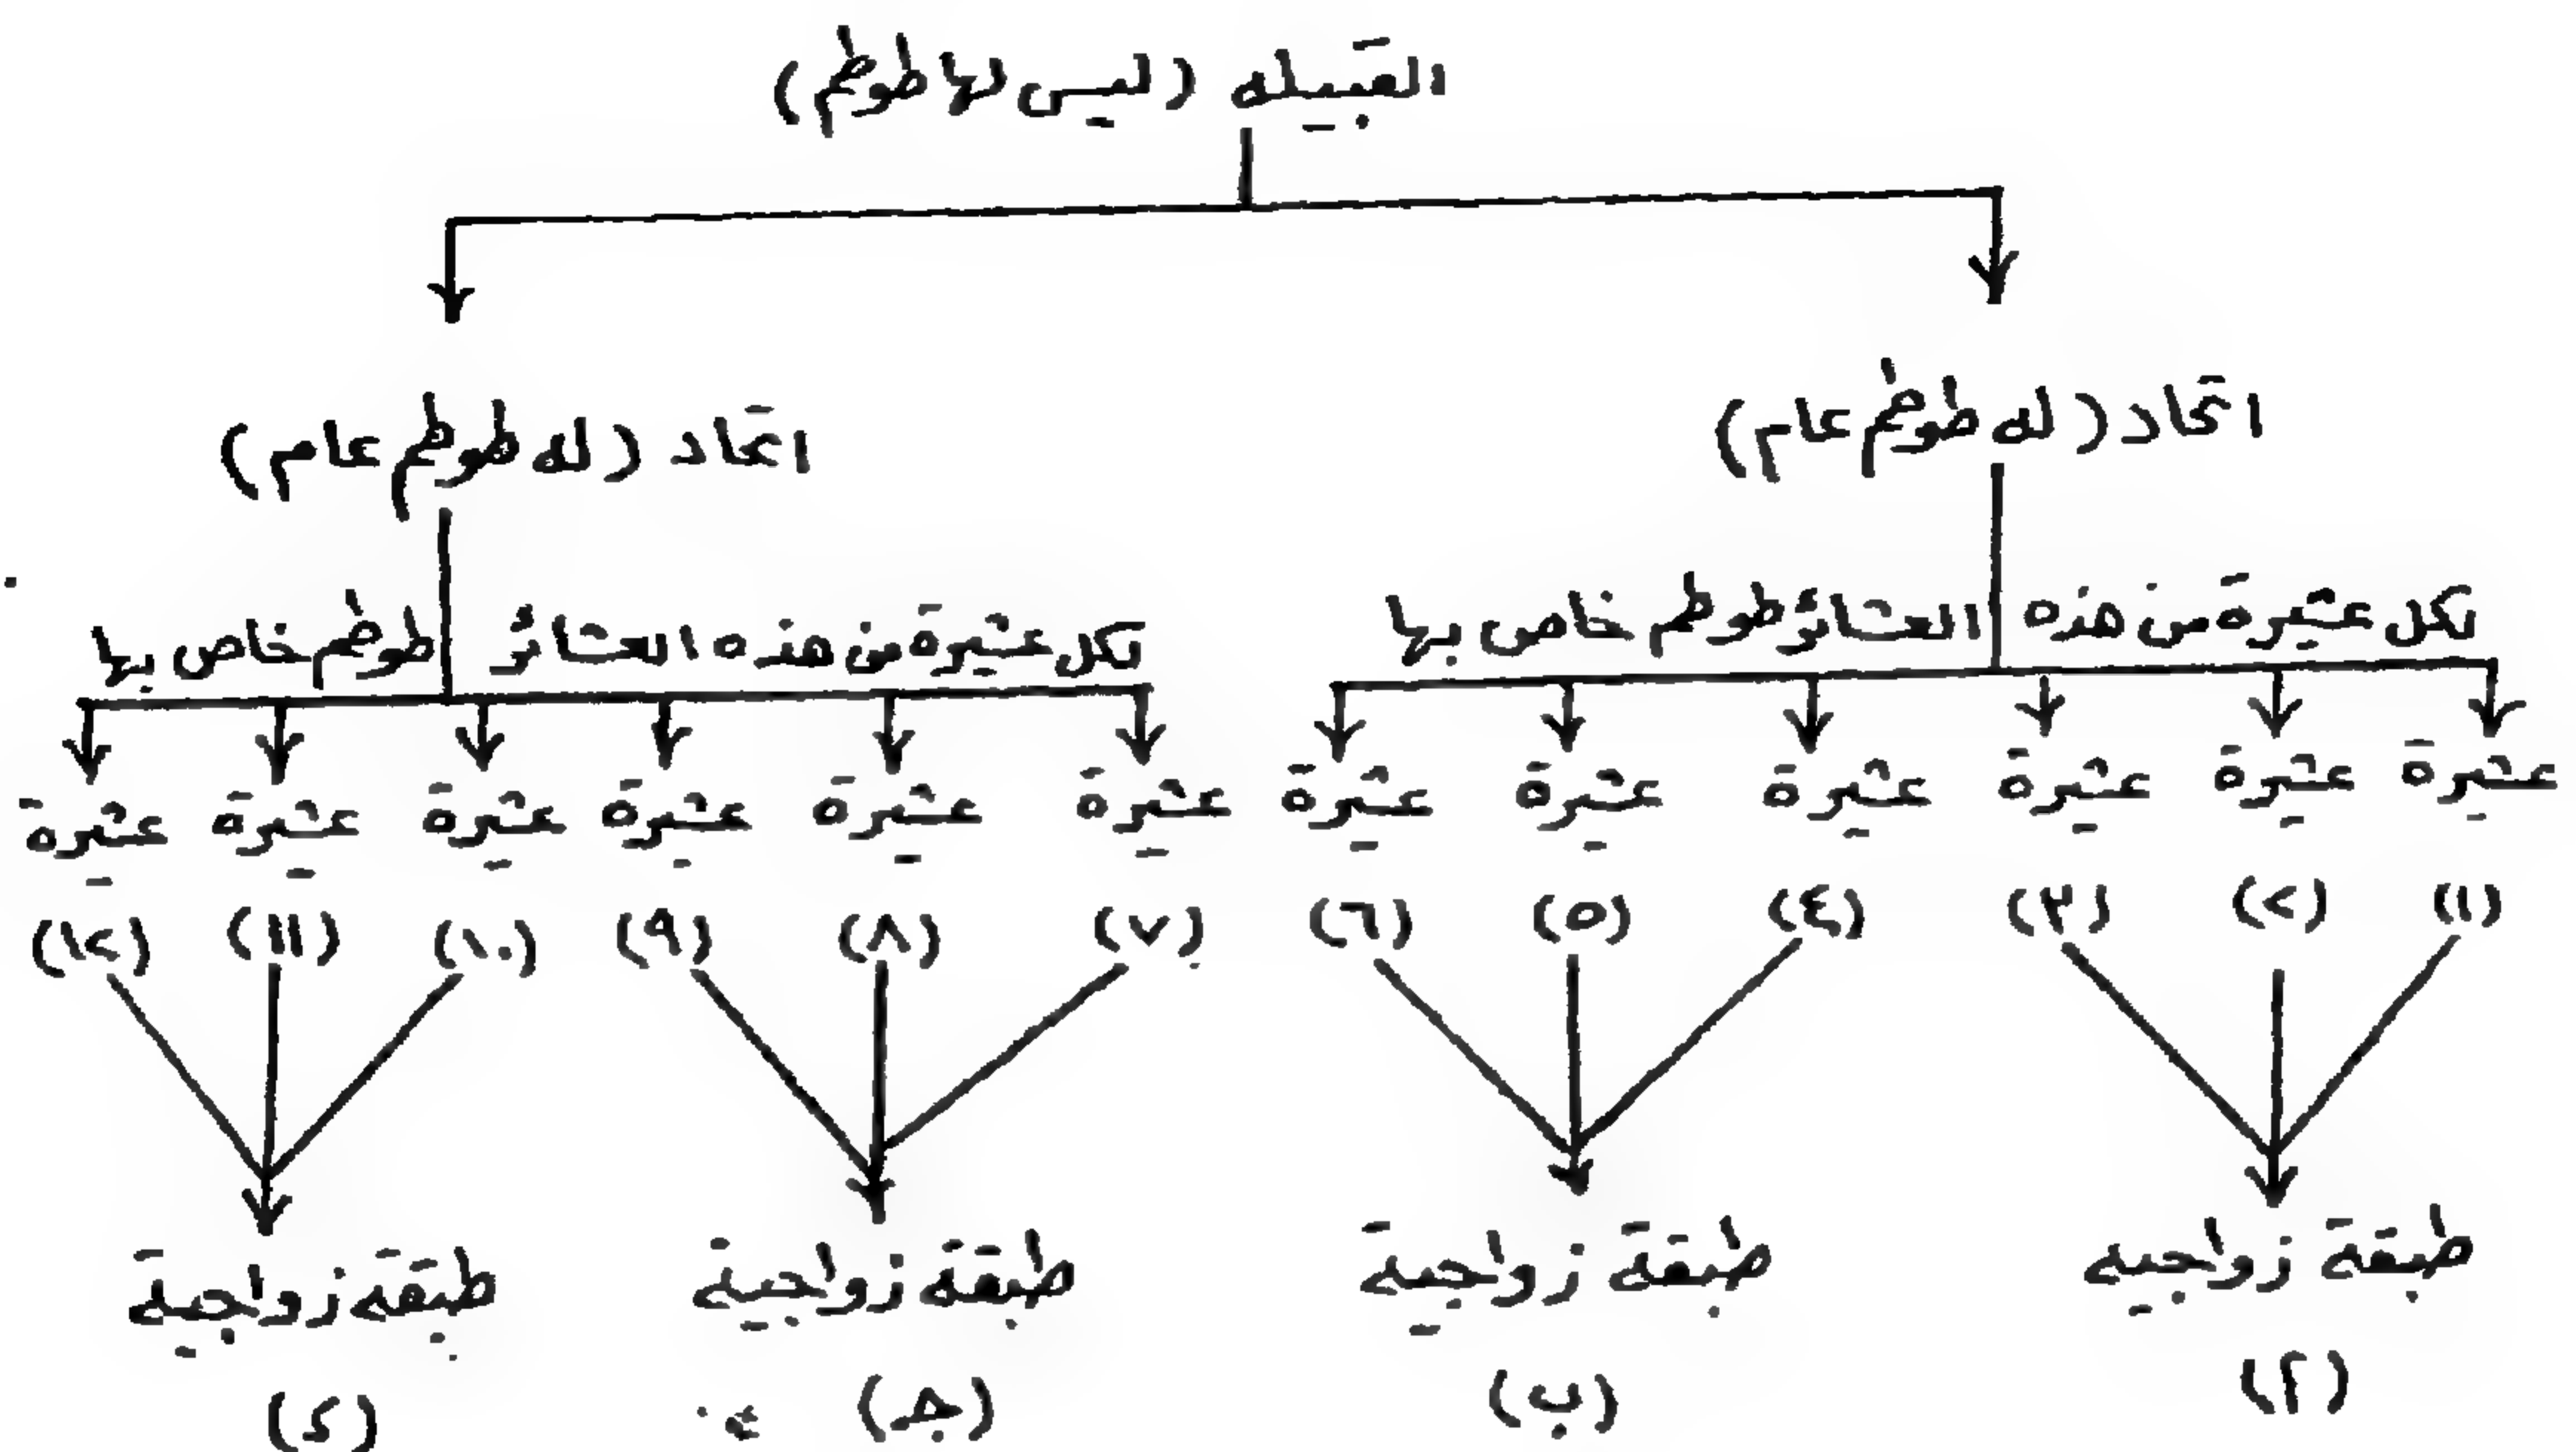 القبيله (ليس لها طوطم)
اتحاد (له طوطم عام)
اتحاد (له طوطم عام)
لكل عشيرة من هذه العشائر طوطم خاص بها
لكل عشيرة من هذه العشائر طوطم خاص بها
عشيرة عشيرة عشيرة عشيرة عشيرة عشيرة
(١) (٢) (٣) (٤) (٥) (٦)
عشيرة عشيرة عشيرة عشيرة عشيرة عشيرة
(٧) (٨) (٩) (١٠) (١١) (١٢)
طبقة زواجيه
(أ)
طبقة زواجية
(ب)
طبقة زواجية
(جـ)
طبقة زواجية
(د)